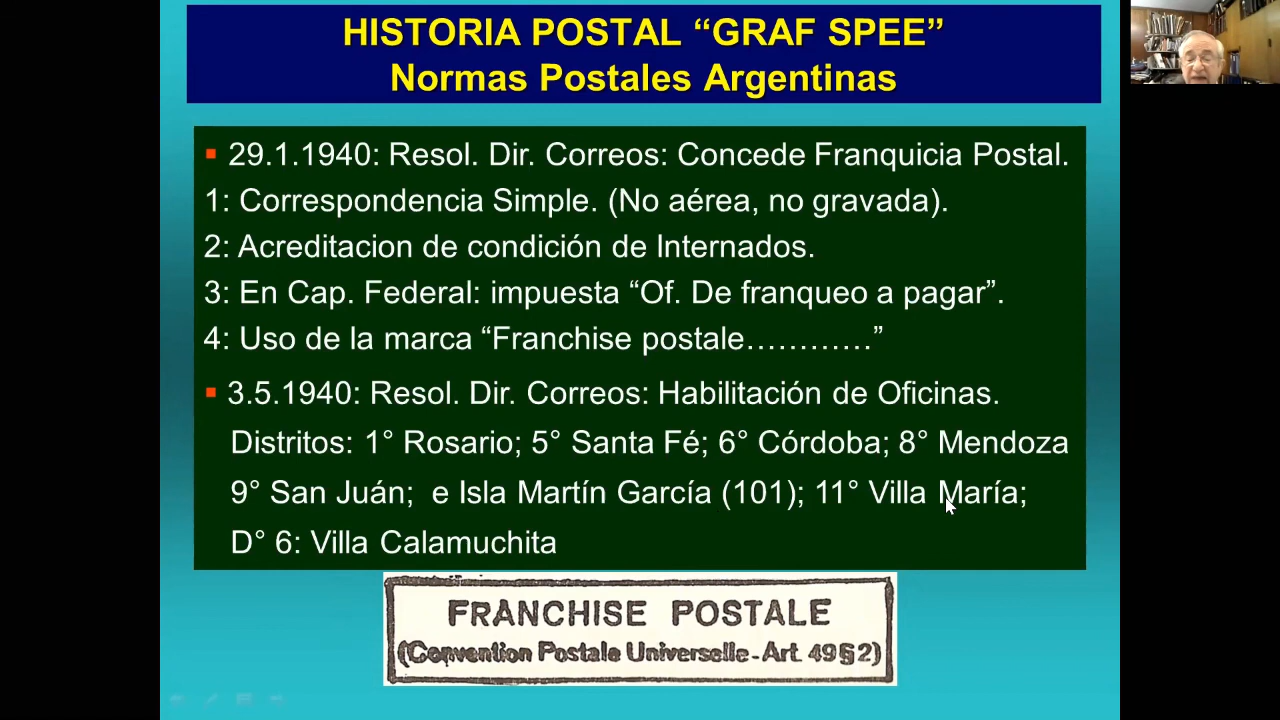 HISTORIA POSTAL “GRAF SPEE”
Normas Postales Argentinas
▪ 29.1.1940: Resol. Dir. Correos: Concede Franquicia Postal.
1: Correspondencia Simple. (No aérea, no gravada).
2: Acreditacion de condición de Internados.
3: En Cap. Federal: impuesta “Of. De franqueo a pagar”.
4: Uso de la marca “Franchise postale…………”
▪ 3.5.1940: Resol. Dir. Correos: Habilitación de Oficinas.
Distritos: 1° Rosario; 5° Santa Fé; 6° Córdoba; 8° Mendoza
9° San Juán; e Isla Martín García (101); 11° Villa María;
D° 6: Villa Calamuchita
FRANCHISE POSTALE
(Convention Postale Universelle-Art. 49§2)